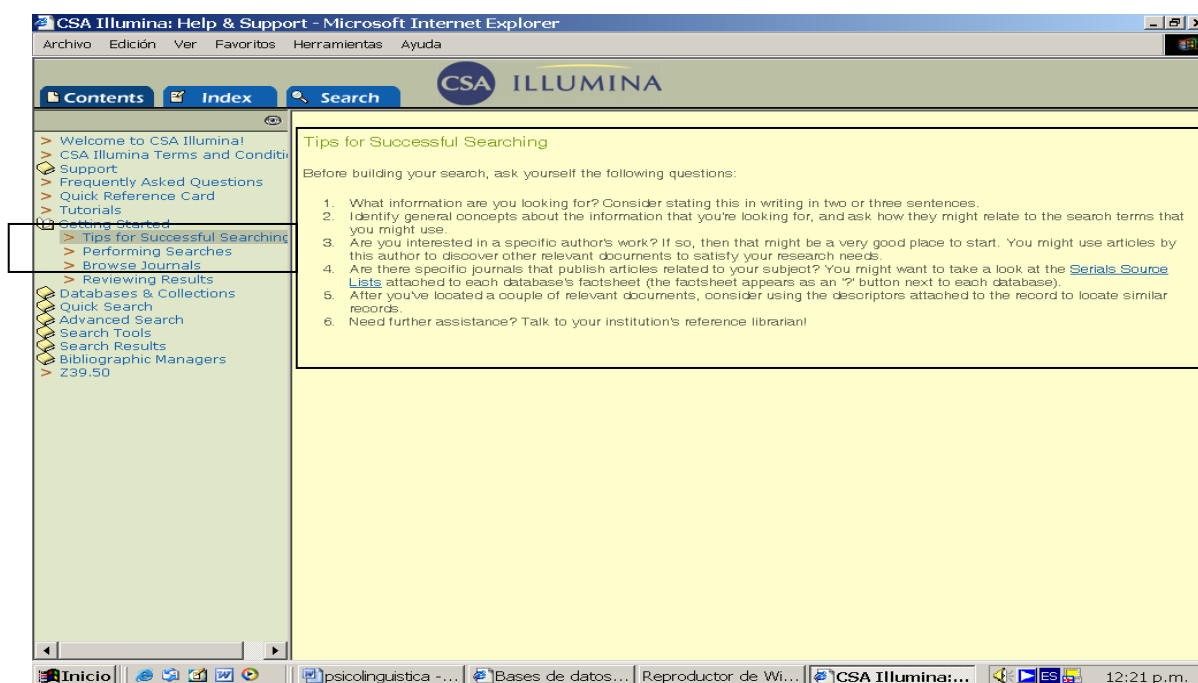 CSA Illumina: Help & Support - Microsoft Internet Explorer
Archivo Edición Ver Favoritos Herramientas Ayuda
CSA ILLUMINA
Contents Index Search
> Welcome to CSA Illumina!
> CSA Illumina Terms and Conditi
Support
> Frequently Asked Questions
> Quick Reference Card
> Tutorials
Getting Started
> Tips for Successful Searching
> Performing Searches
> Browse Journals
> Reviewing Results
Databases & Collections
Quick Search
Advanced Search
Search Tools
Search Results
Bibliographic Managers
> Z39.50
Tips for Successful Searching
Before building your search, ask yourself the following questions:
1. What information are you looking for? Consider stating this in writing in two or three sentences.
2. Identify general concepts about the information that you're looking for, and ask how they might relate to the search terms that
you might use.
3. Are you interested in a specific author's work? If so, then that might be a very good place to start. You might use articles by
this author to discover other relevant documents to satisfy your research needs.
4. Are there specific journals that publish articles related to your subject? You might want to take a look at the Serials Source
Lists attached to each database's factsheet (the factsheet appears as an '?' button next to each database).
5. After you've located a couple of relevant documents, consider using the descriptors attached to the record to locate similar
records.
6. Need further assistance? Talk to your institution's reference librarian!
Inicio psicolinguistica -... Bases de datos... Reproductor de Wi... CSA Illumina:... ES 12:21 p.m.